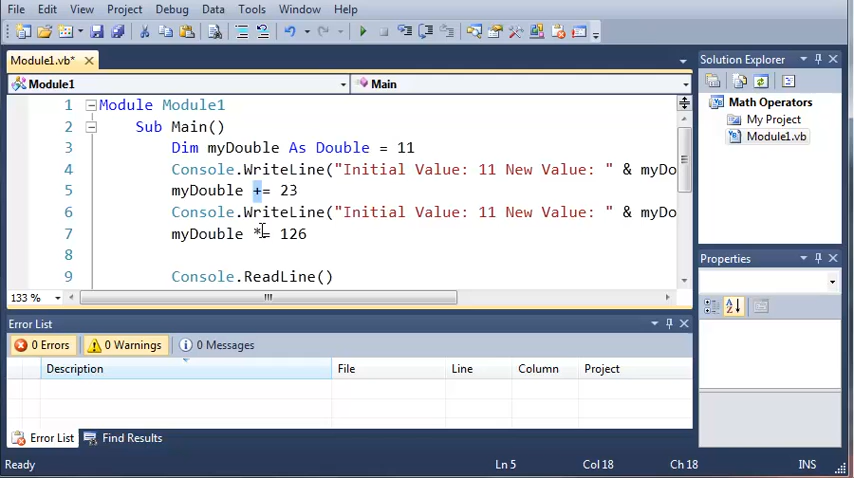 File Edit View Project Debug Data Tools Window Help
Module1.vb*
Solution Explorer
Module1
Main
1 Module Module1
2 Sub Main()
3 Dim myDouble As Double = 11
4 Console.WriteLine("Initial Value: 11 New Value: " & myDo
5 myDouble += 23
6 Console.WriteLine("Initial Value: 11 New Value: " & myDo
7 myDouble *= 126
8
9 Console.ReadLine()
Math Operators
My Project
Module1.vb
Properties
133 %
Error List
0 Errors 0 Warnings 0 Messages
Description File Line Column Project
Error List Find Results
Ready Ln 5 Col 18 Ch 18 INS